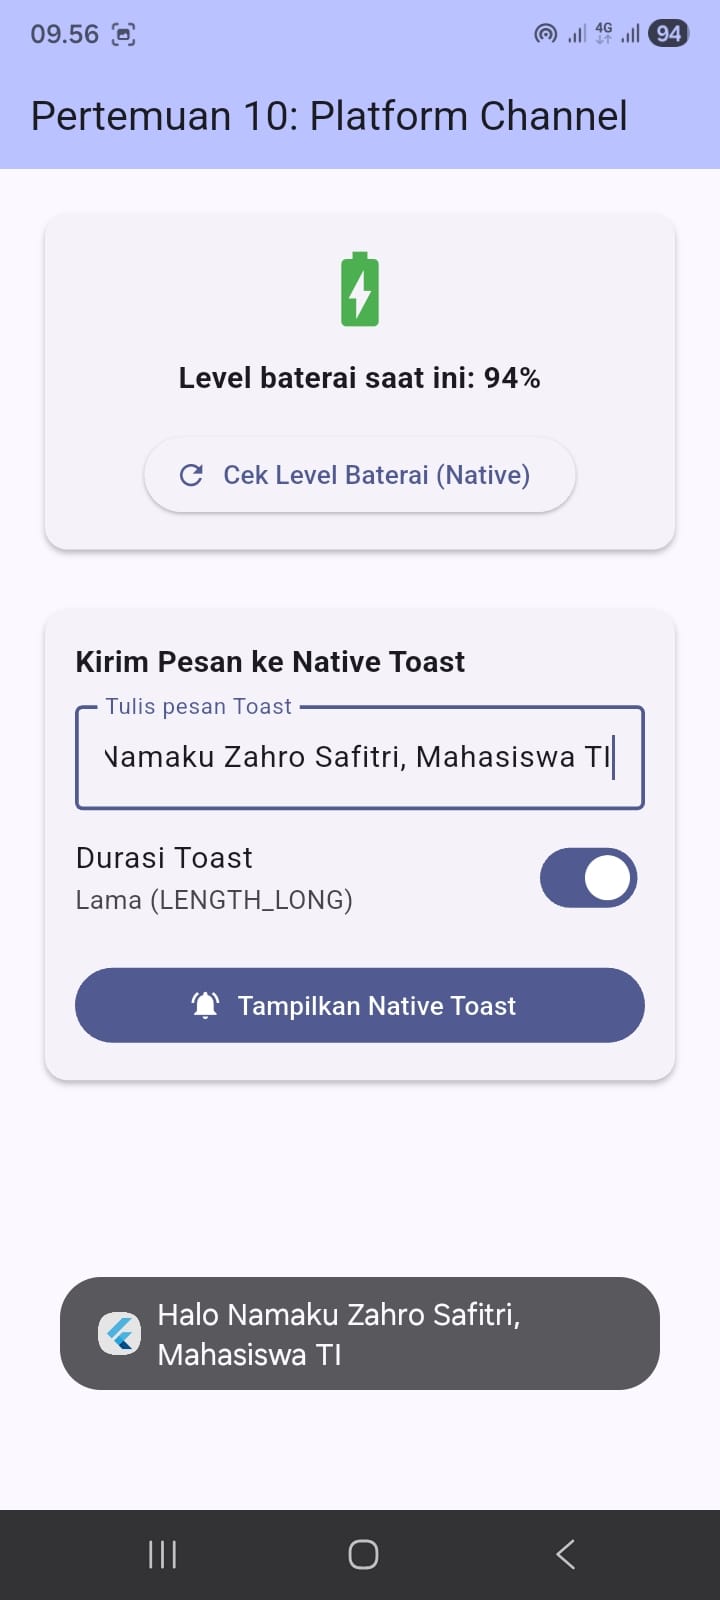 09.56
4G
94
Pertemuan 10: Platform Channel
Level baterai saat ini: 94%
Cek Level Baterai (Native)
Kirim Pesan ke Native Toast
Tulis pesan Toast
Namaku Zahro Safitri, Mahasiswa TI
Durasi Toast
Lama (LENGTH_LONG)
Tampilkan Native Toast
Halo Namaku Zahro Safitri,
Mahasiswa TI